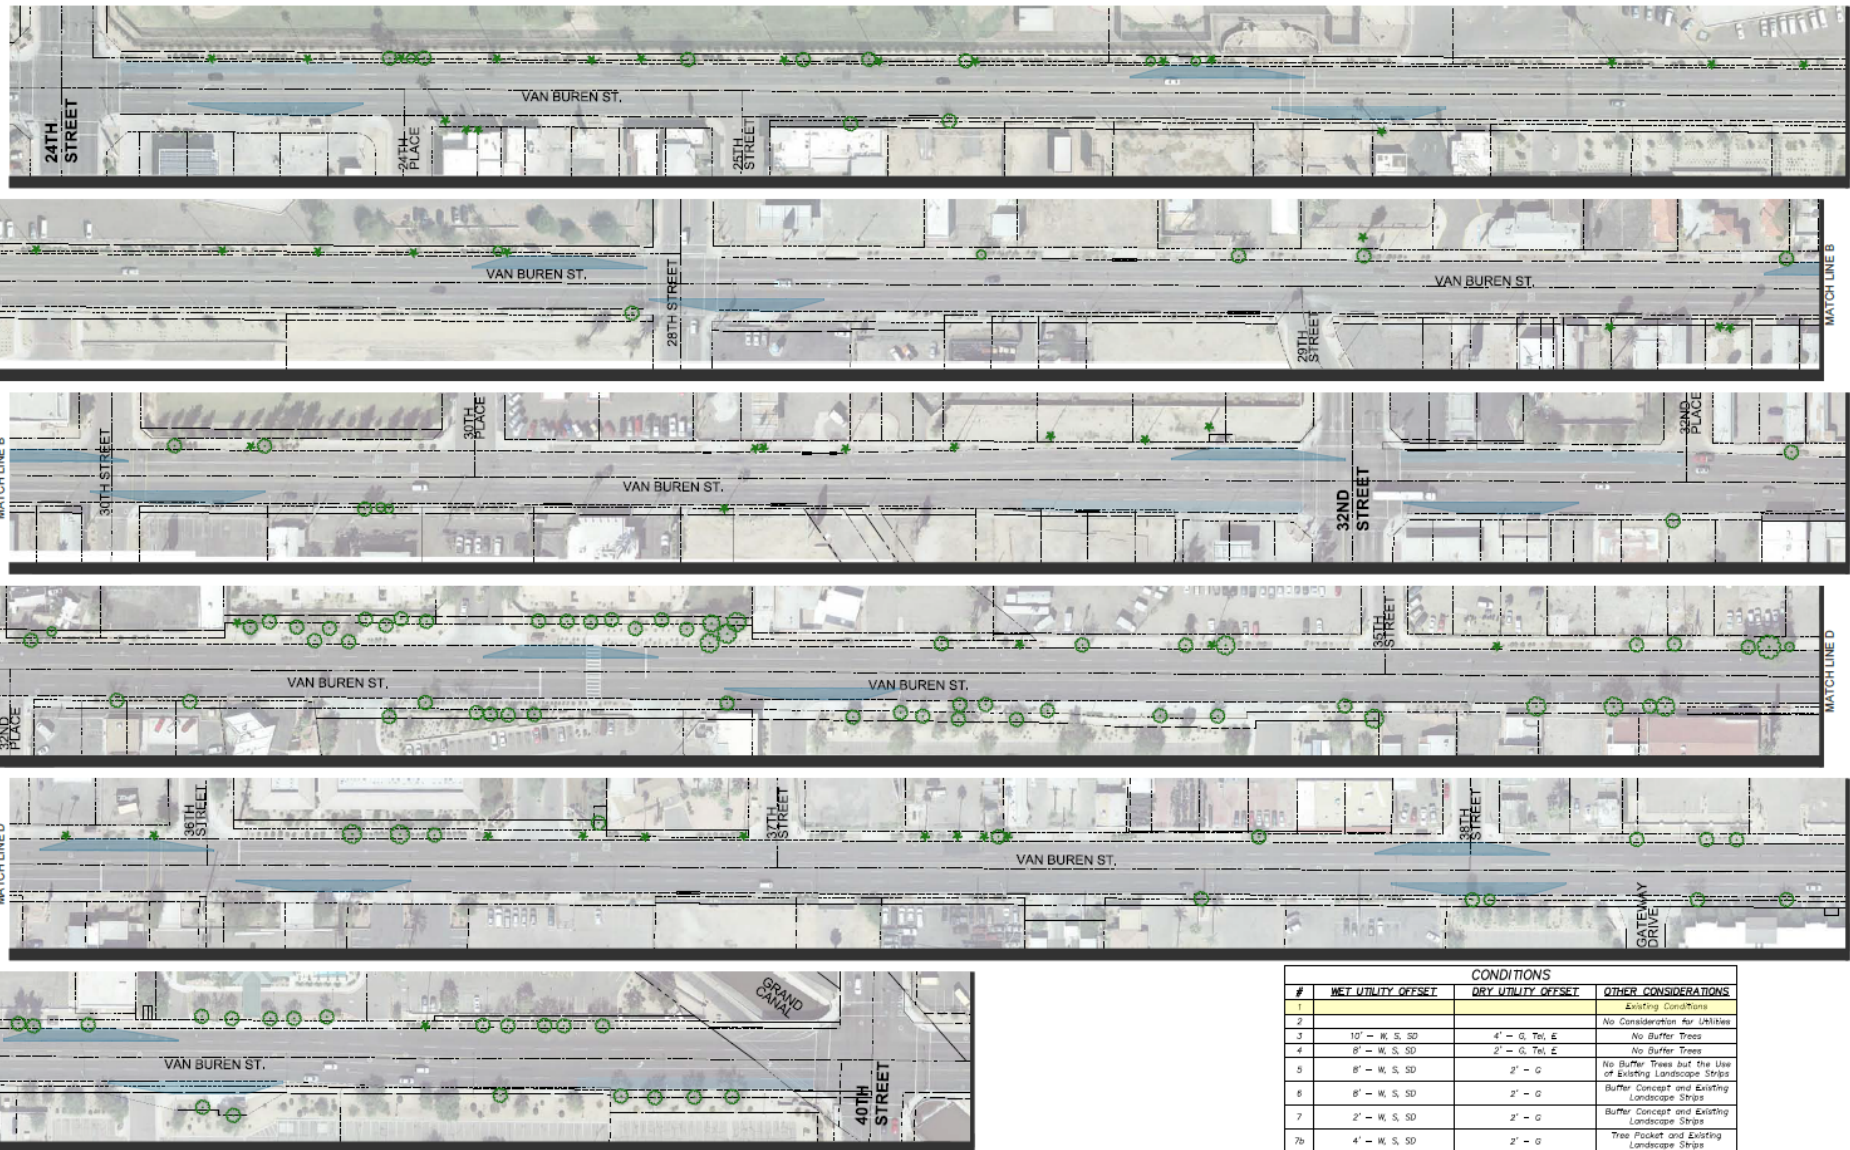 24TH
STREET
VAN BUREN ST.
24TH
PLACE
25TH
STREET
VAN BUREN ST.
28TH STREET
VAN BUREN ST.
29TH
STREET
MATCH LINE B
MATCH LINE B
30TH STREET
30TH
PLACE
VAN BUREN ST.
32ND
STREET
32ND
PLACE
32ND
PLACE
VAN BUREN ST.
VAN BUREN ST.
35TH
STREET
MATCH LINE D
MATCH LINE D
36TH
STREET
37TH
STREET
VAN BUREN ST.
38TH
STREET
GATEWAY
DRIVE
VAN BUREN ST.
GRAND
CANAL
40TH
STREET
CONDITIONS
# WET UTILITY OFFSET DRY UTILITY OFFSET OTHER CONSIDERATIONS
1 Existing Conditions
2 No Consideration for Utilities
3 10' - W, S, SD 4' - G, Tel, E No Buffer Trees
4 8' - W, S, SD 2' - G, Tel, E No Buffer Trees
5 8' - W, S, SD 2' - G No Buffer Trees but the Use
of Existing Landscape Strips
6 8' - W, S, SD 2' - G Buffer Concept and Existing
Landscape Strips
7 2' - W, S, SD 2' - G Buffer Concept and Existing
Landscape Strips
7b 4' - W, S, SD 2' - G Tree Pocket and Existing
Landscape Strips